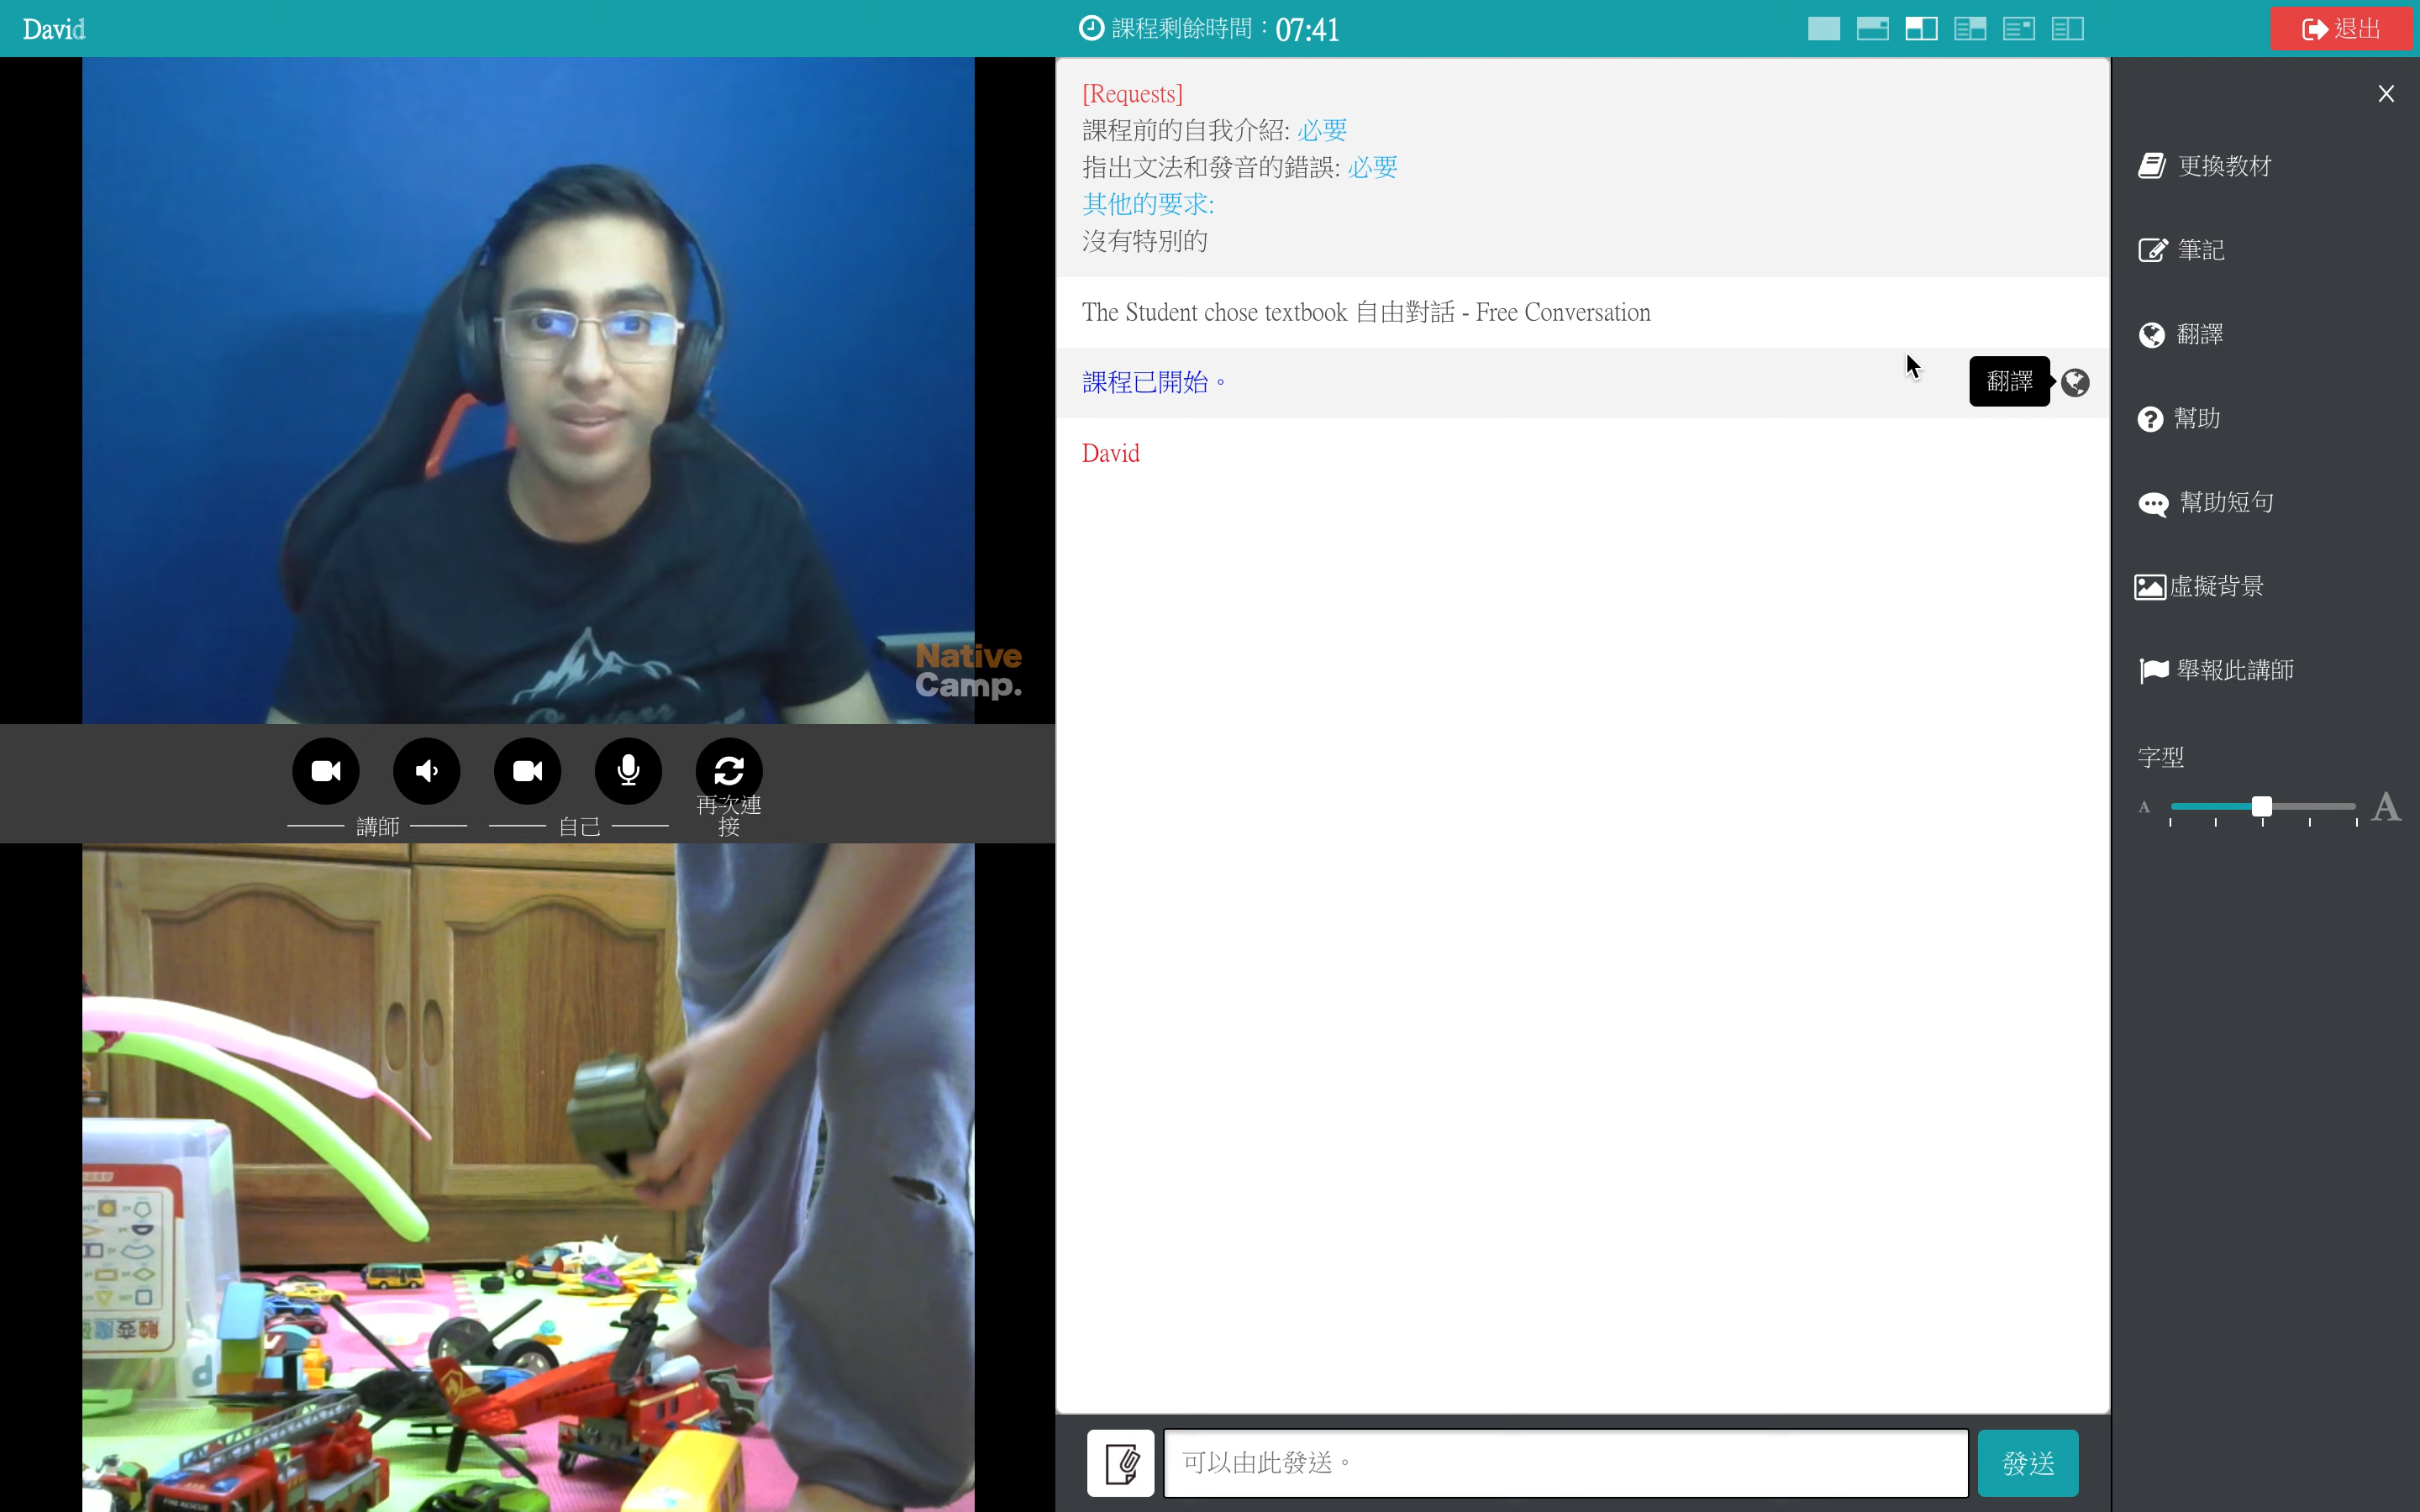 David
課程剩餘時間：07:41
退出
[Requests]
課程前的自我介紹: 必要
指出文法和發音的錯誤: 必要
其他的要求:
沒有特別的
The Student chose textbook 自由對話 - Free Conversation
課程已開始。
翻譯
David
Native
Camp.
講師
自己
再次連
接
FIRE RESCUE
可以由此發送。
發送
更換教材
筆記
翻譯
幫助
幫助短句
虛擬背景
舉報此講師
字型
A
A